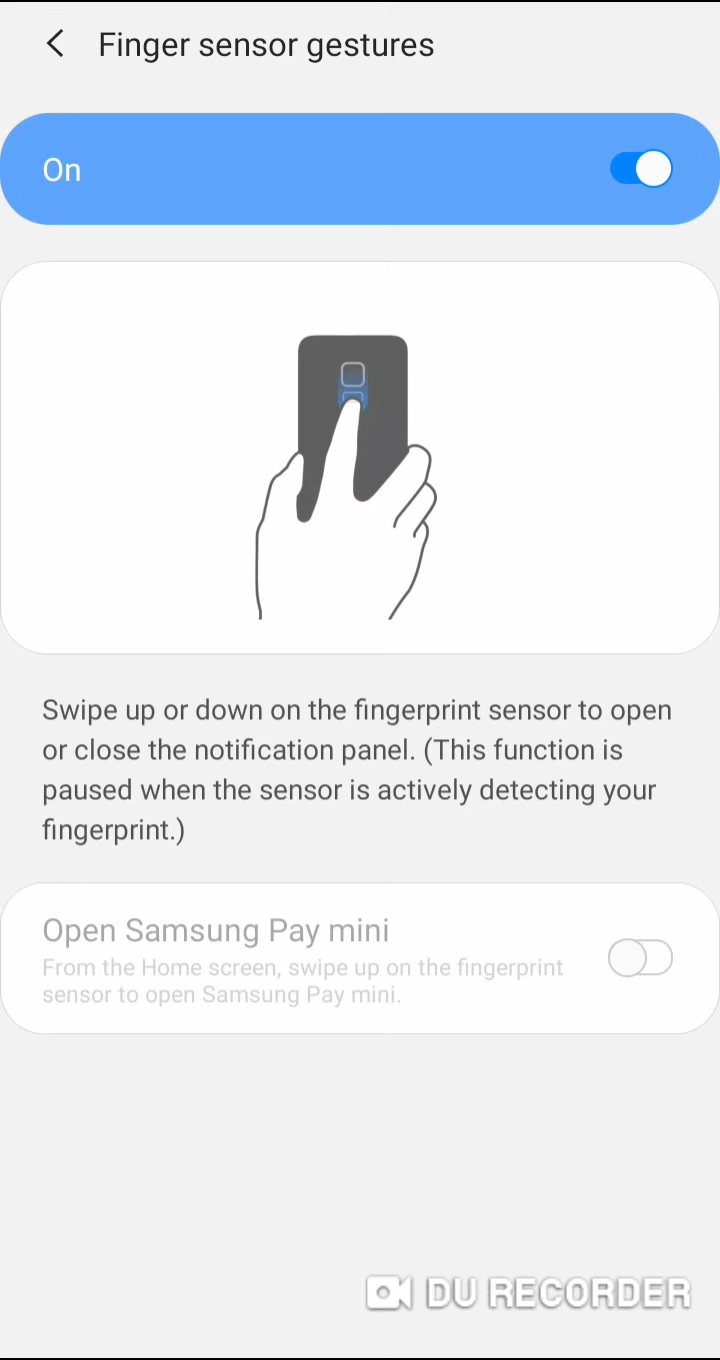 Finger sensor gestures
On
Swipe up or down on the fingerprint sensor to open
or close the notification panel. (This function is
paused when the sensor is actively detecting your
fingerprint.)
Open Samsung Pay mini
From the Home screen, swipe up on the fingerprint
sensor to open Samsung Pay mini.
DU RECORDER